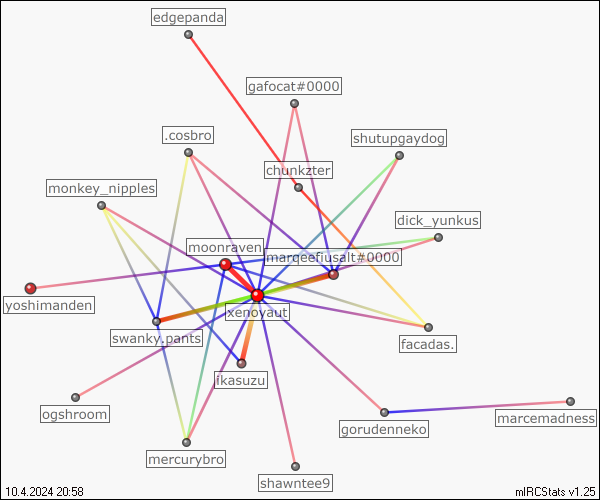 edgepanda
gafocat#0000
.cosbro
shutupgaydog
chunkzter
monkey_nipples
dick_yunkus
moonraven
marqeefiusalt#0000
yoshimanden
xenoyaut
swanky.pants
facadas.
ikasuzu
ogshroom
marcemadness
gorudenneko
mercurybro
shawntee9
10.4.2024 20:58
mIRCStats v1.25